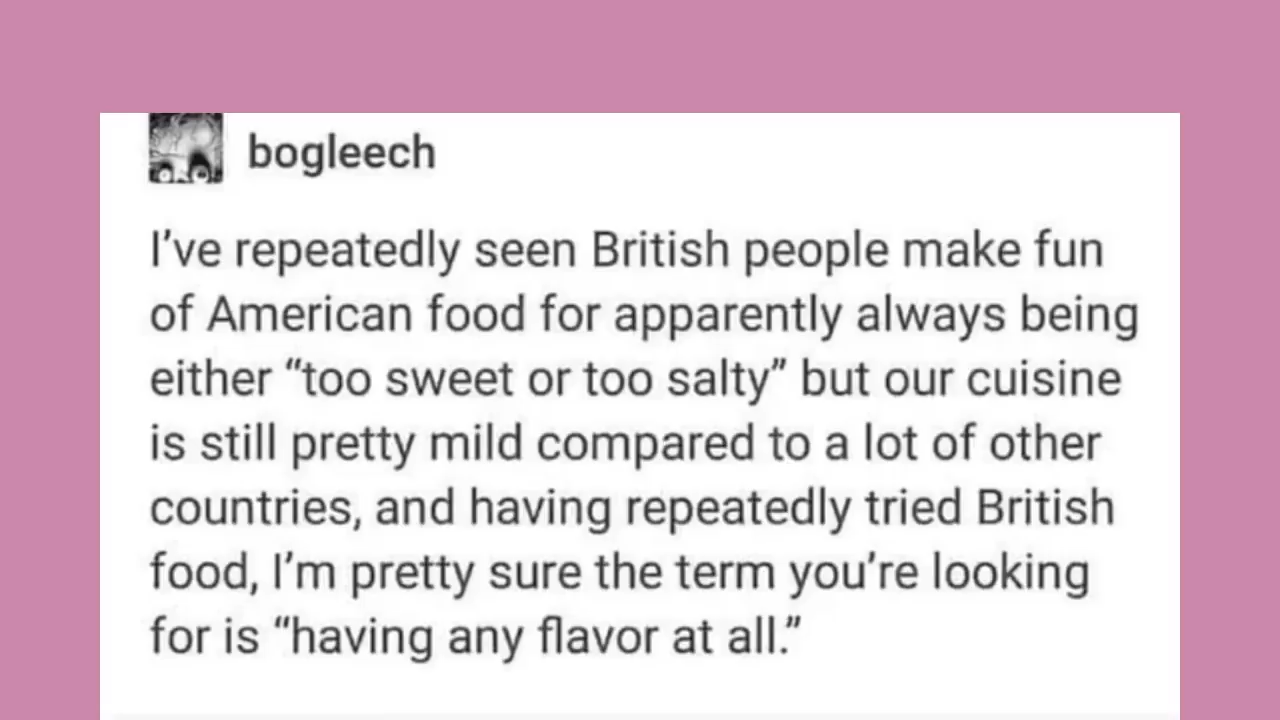 bogleech
I’ve repeatedly seen British people make fun
of American food for apparently always being
either “too sweet or too salty” but our cuisine
is still pretty mild compared to a lot of other
countries, and having repeatedly tried British
food, I’m pretty sure the term you’re looking
for is “having any flavor at all.”